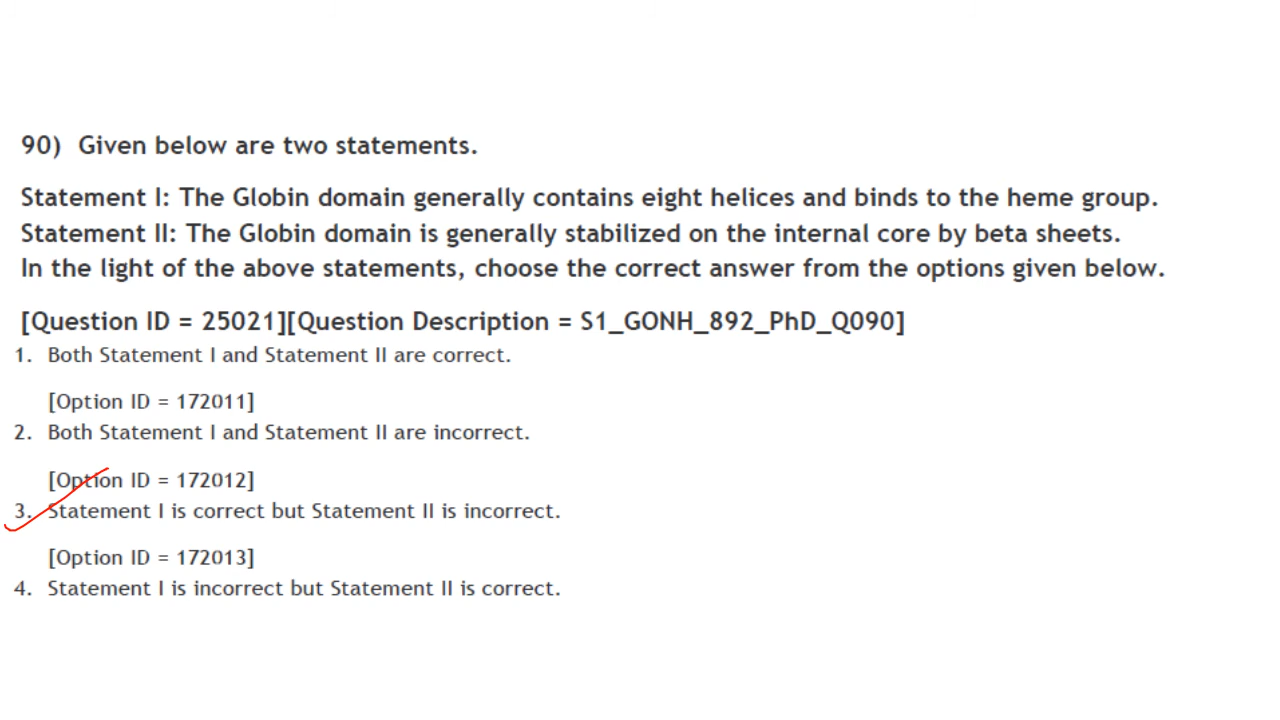 90) Given below are two statements.
Statement I: The Globin domain generally contains eight helices and binds to the heme group.
Statement II: The Globin domain is generally stabilized on the internal core by beta sheets.
In the light of the above statements, choose the correct answer from the options given below.
[Question ID = 25021][Question Description = S1_GONH_892_PhD_Q090]
1. Both Statement I and Statement II are correct.
[Option ID = 172011]
2. Both Statement I and Statement II are incorrect.
[Option ID = 172012]
3. Statement I is correct but Statement II is incorrect.
[Option ID = 172013]
4. Statement I is incorrect but Statement II is correct.